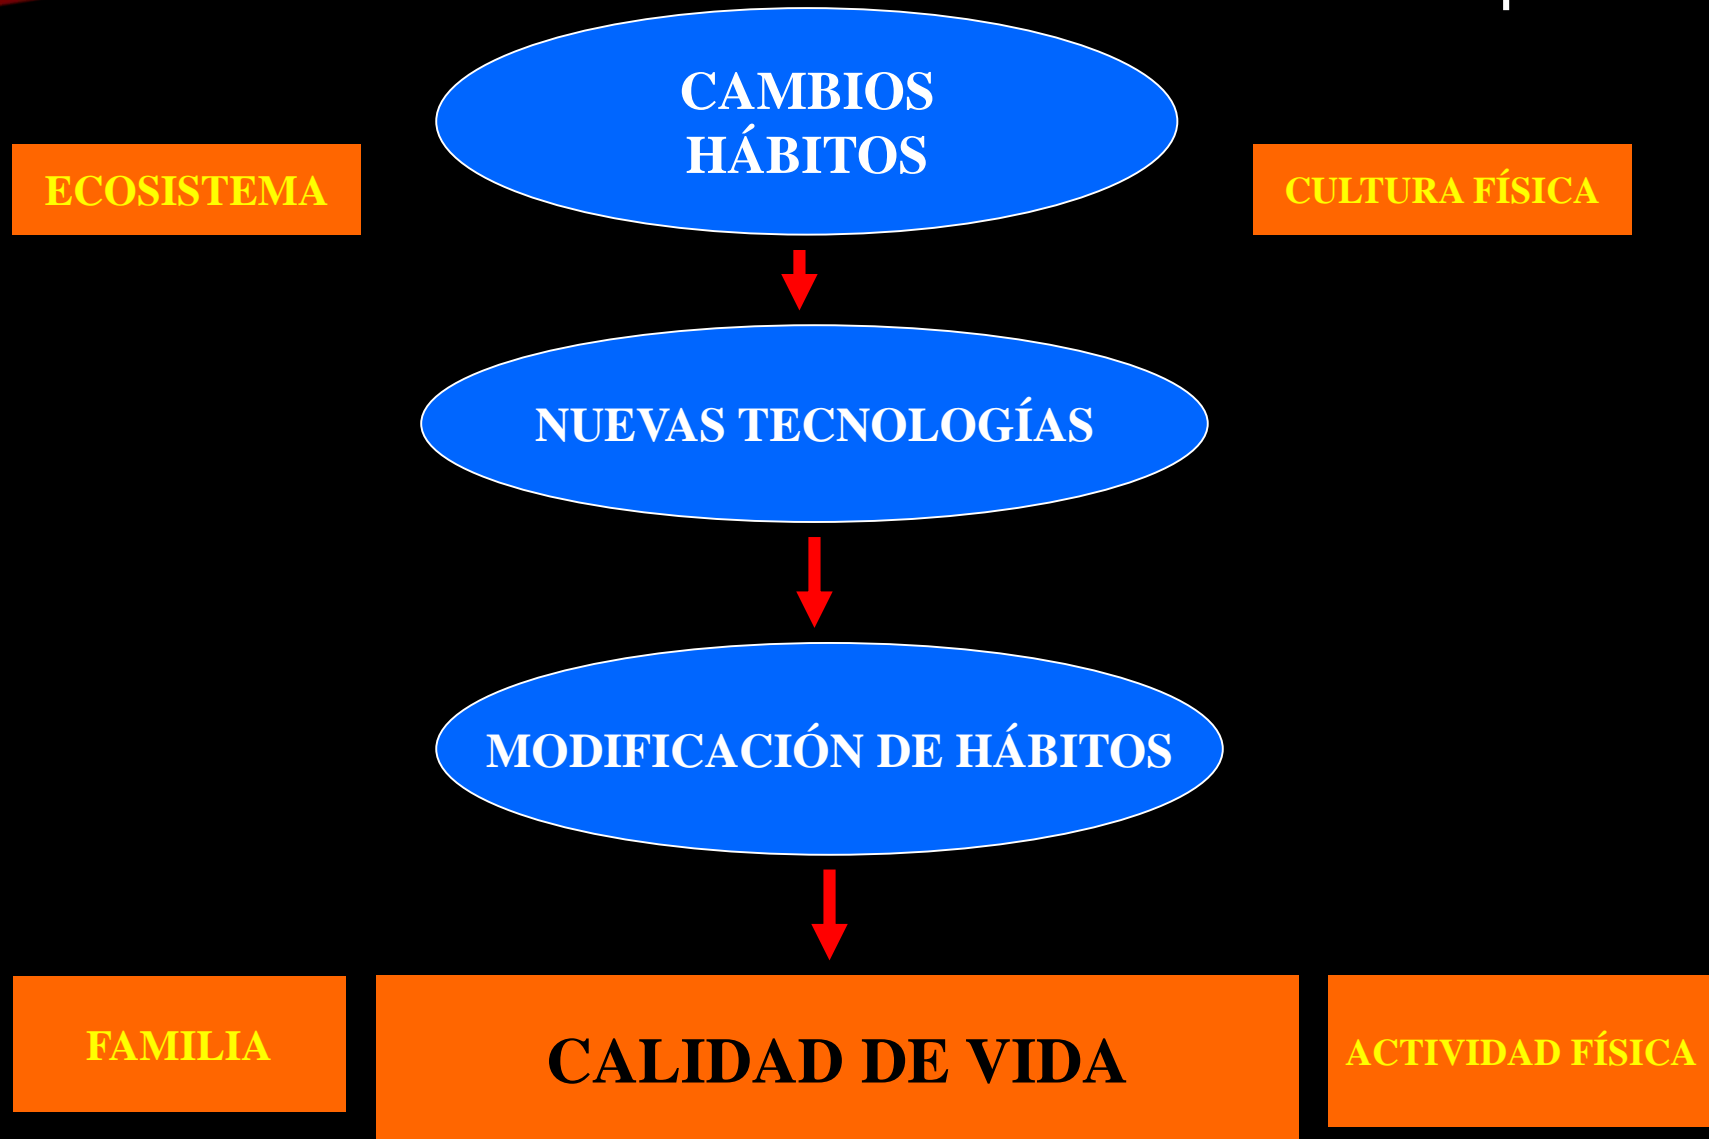 CAMBIOS
HÁBITOS
ECOSISTEMA
CULTURA FÍSICA
NUEVAS TECNOLOGÍAS
MODIFICACIÓN DE HÁBITOS
FAMILIA
CALIDAD DE VIDA
ACTIVIDAD FÍSICA